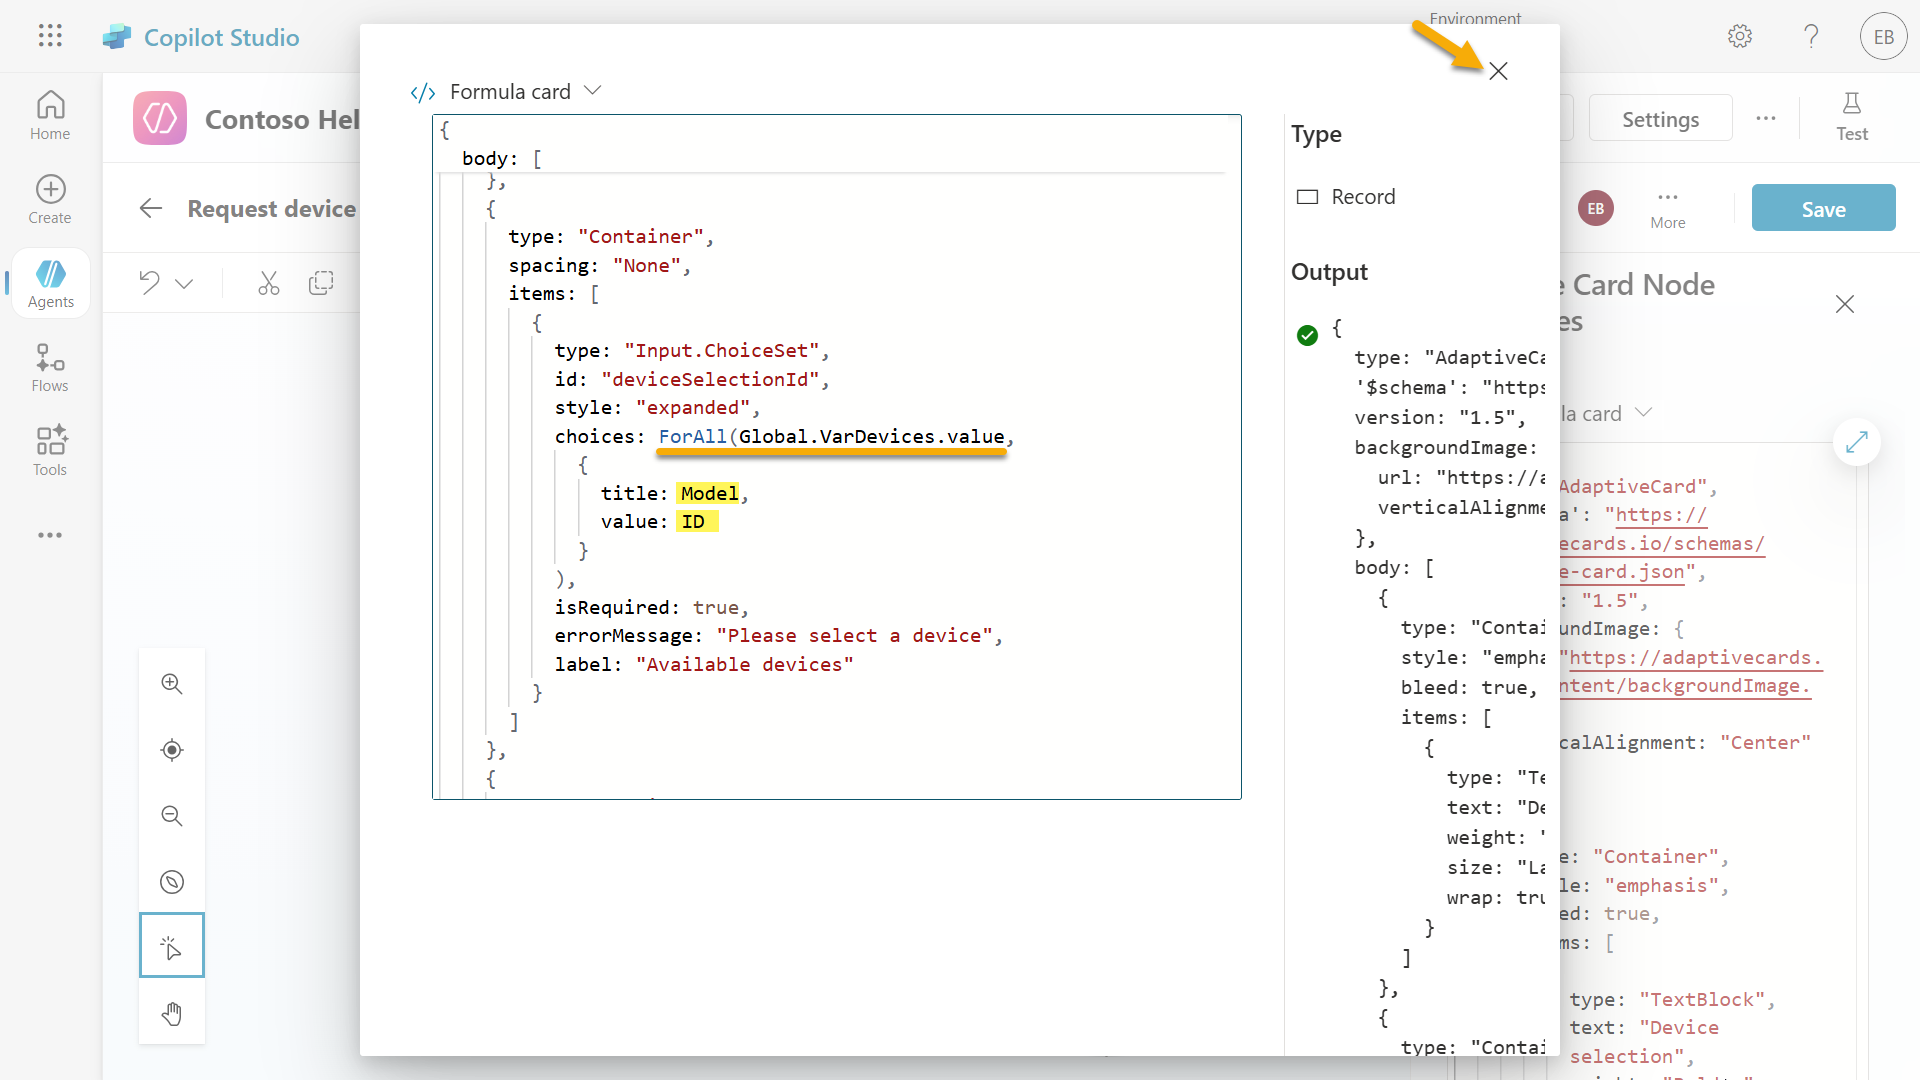 Copilot Studio
Environment
EB
Home
Create
Agents
Flows
Tools
Contoso Hel
Settings
Test
Request device
EB
More
Save
</> Formula card
{
body: [
},
{
type: "Container",
spacing: "None",
items: [
{
type: "Input.ChoiceSet",
id: "deviceSelectionId",
style: "expanded",
choices: ForAll(Global.VarDevices.value,
{
title: Model,
value: ID
}
),
isRequired: true,
errorMessage: "Please select a device",
label: "Available devices"
}
]
},
{
Type
Record
Output
{
type: "AdaptiveCa
'$schema': "https
version: "1.5",
backgroundImage:
url: "https://a
verticalAlignme
},
body: [
{
type: "Contai
style: "empha
bleed: true,
items: [
{
type: "Te
text: "De
weight: '
size: "La
wrap: tru
}
]
},
{
type: "Contai
e Card Node
es
la card
AdaptiveCard",
a': "https://
ecards.io/schemas/
e-card.json",
: "1.5",
undImage: {
"https://adaptivecards.
ntent/backgroundImage.
calAlignment: "Center"
e: "Container",
le: "emphasis",
ed: true,
ms: [
type: "TextBlock",
text: "Device
selection",